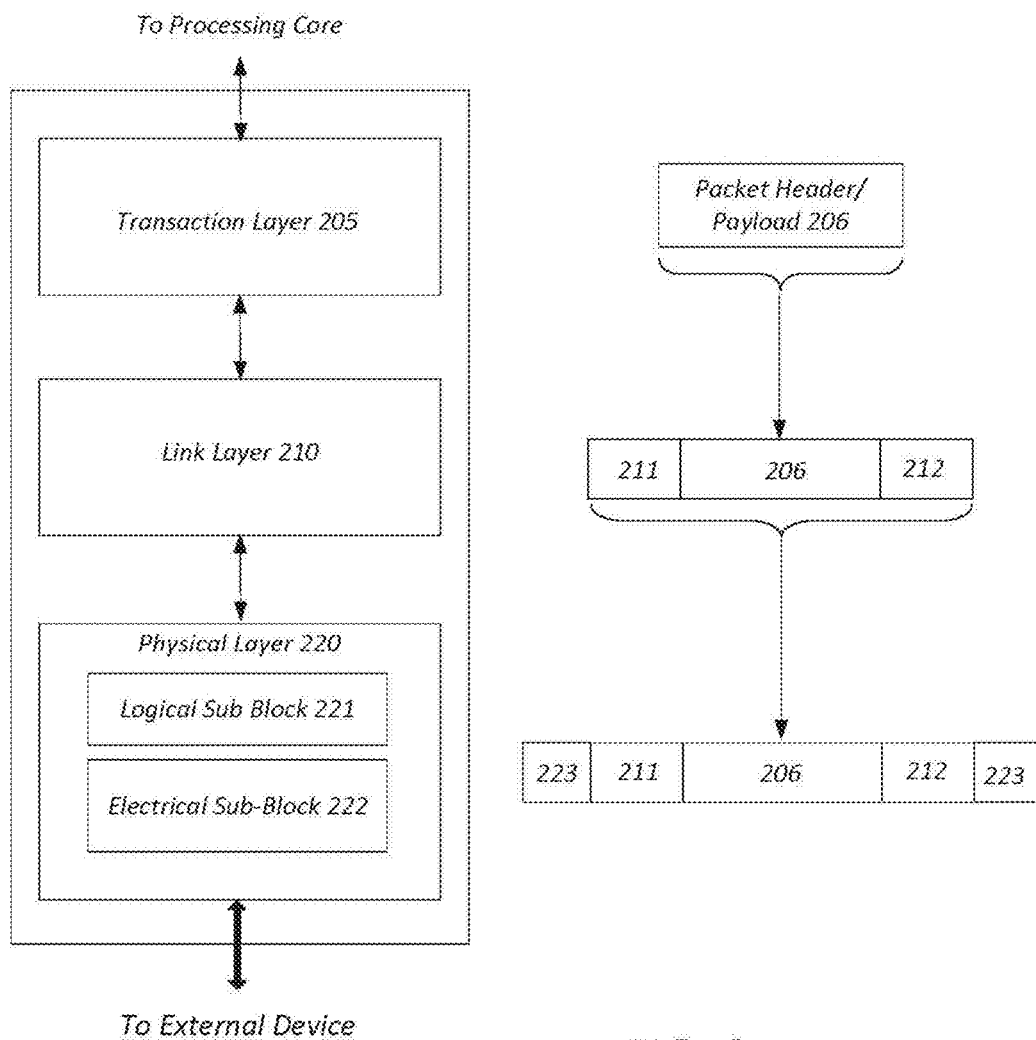 To Processing Core
Transaction Layer 205
Link Layer 210
Physical Layer 220
Logical Sub Block 221
Electrical Sub-Block 222
To External Device
Packet Header/
Payload 206
211 206 212
223 211 206 212 223